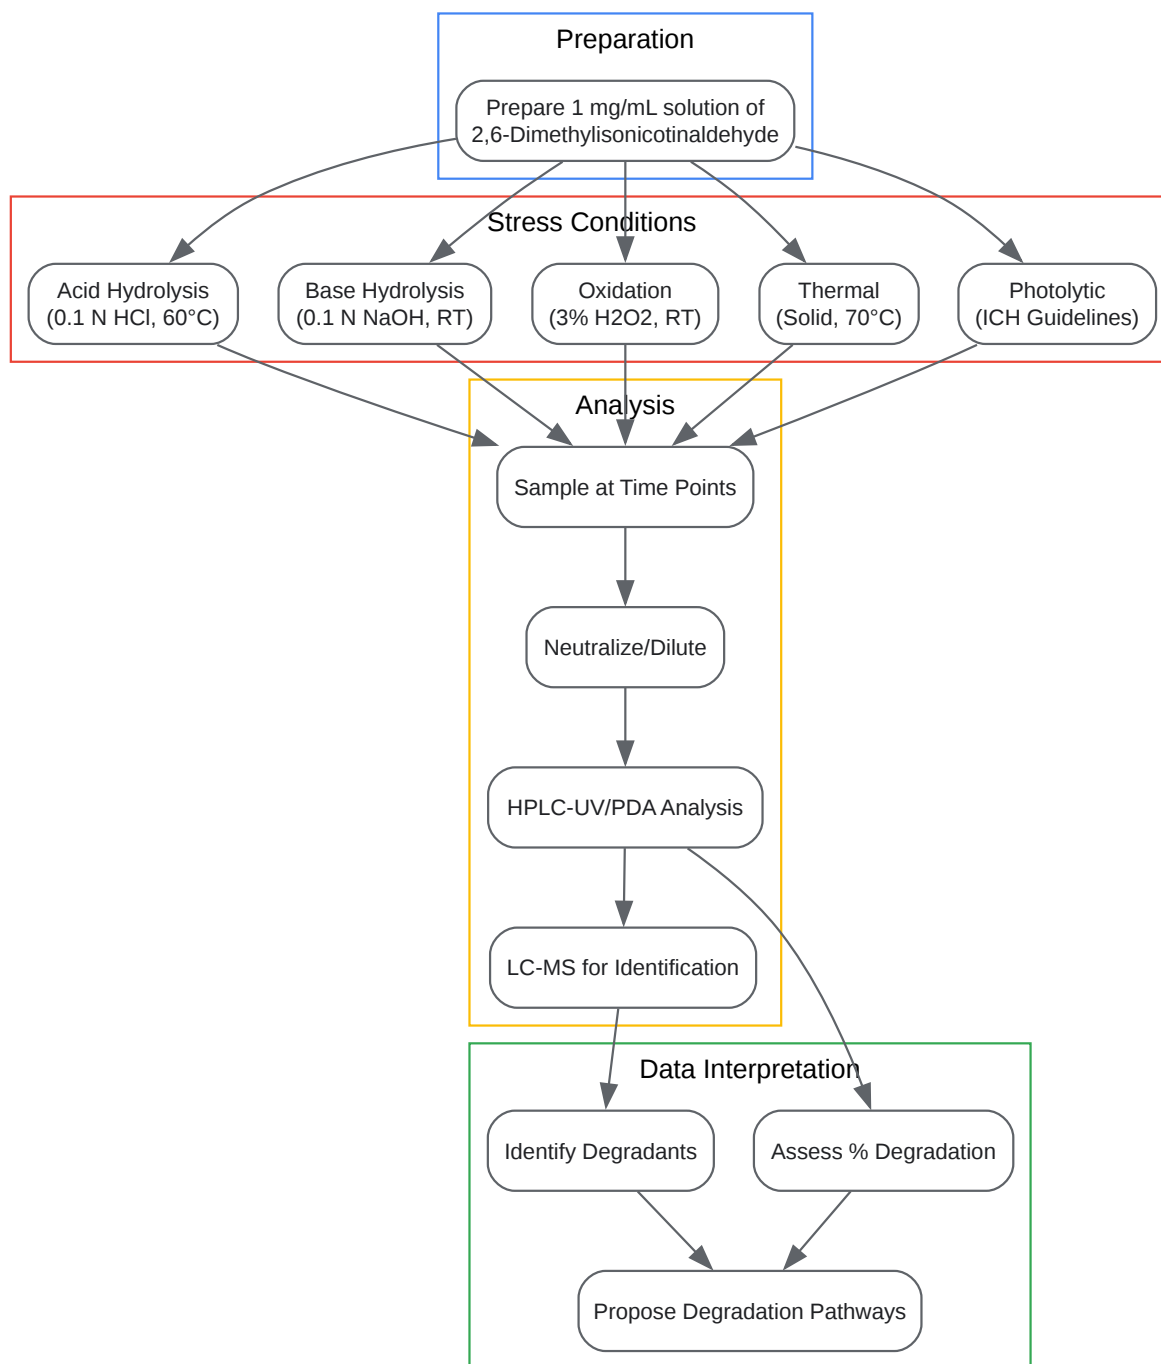 Preparation
Prepare 1 mg/mL solution of
2,6-Dimethylisonicotinaldehyde
Stress Conditions
Acid Hydrolysis
(0.1 N HCl, 60°C)
Base Hydrolysis
(0.1 N NaOH, RT)
Oxidation
(3% H2O2, RT)
Thermal
(Solid, 70°C)
Photolytic
(ICH Guidelines)
Analysis
Sample at Time Points
Neutralize/Dilute
HPLC-UV/PDA Analysis
LC-MS for Identification
Data Interpretation
Identify Degradants
Assess % Degradation
Propose Degradation Pathways